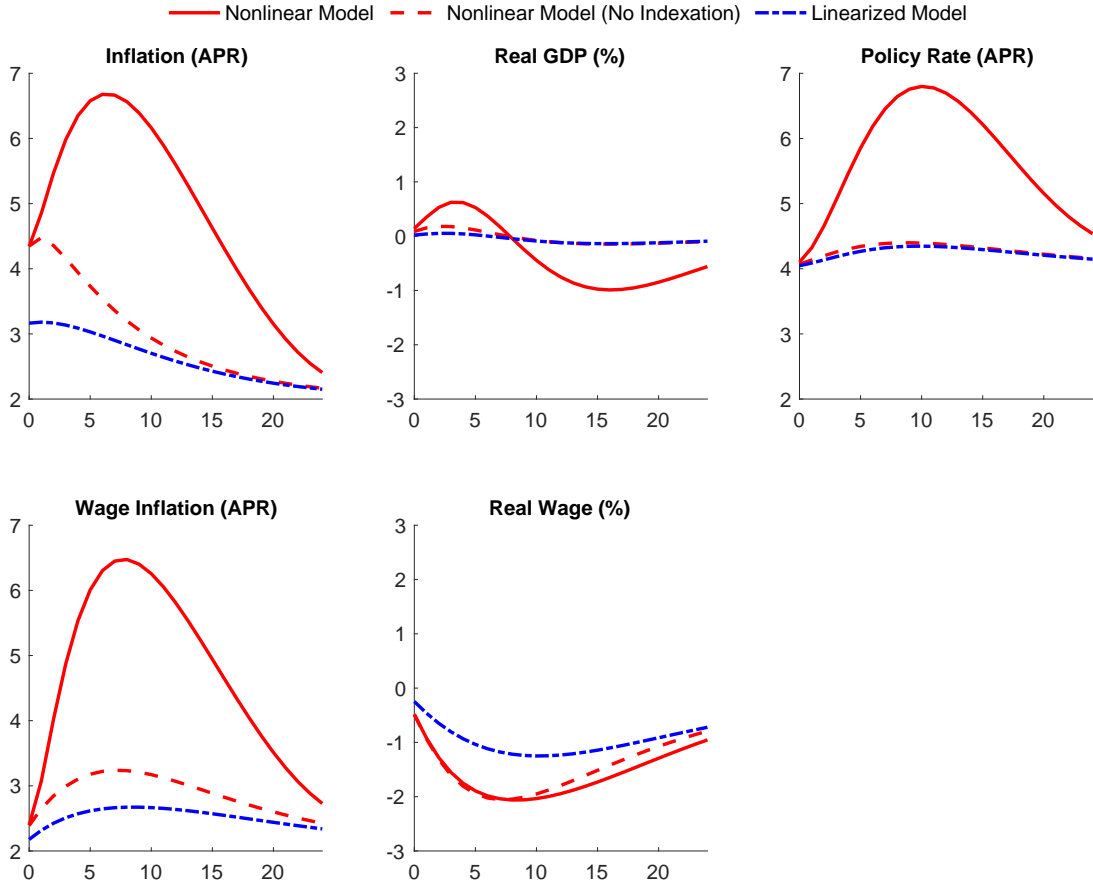 Nonlinear Model Nonlinear Model (No Indexation) Linearized Model
Inflation (APR)
7
6
5
4
3
2
0 5 10 15 20
Real GDP (%)
3
2
1
0
-1
-2
-3
0 5 10 15 20
Policy Rate (APR)
7
6
5
4
3
2
0 5 10 15 20
Wage Inflation (APR)
7
6
5
4
3
2
0 5 10 15 20
Real Wage (%)
3
2
1
0
-1
-2
-3
0 5 10 15 20